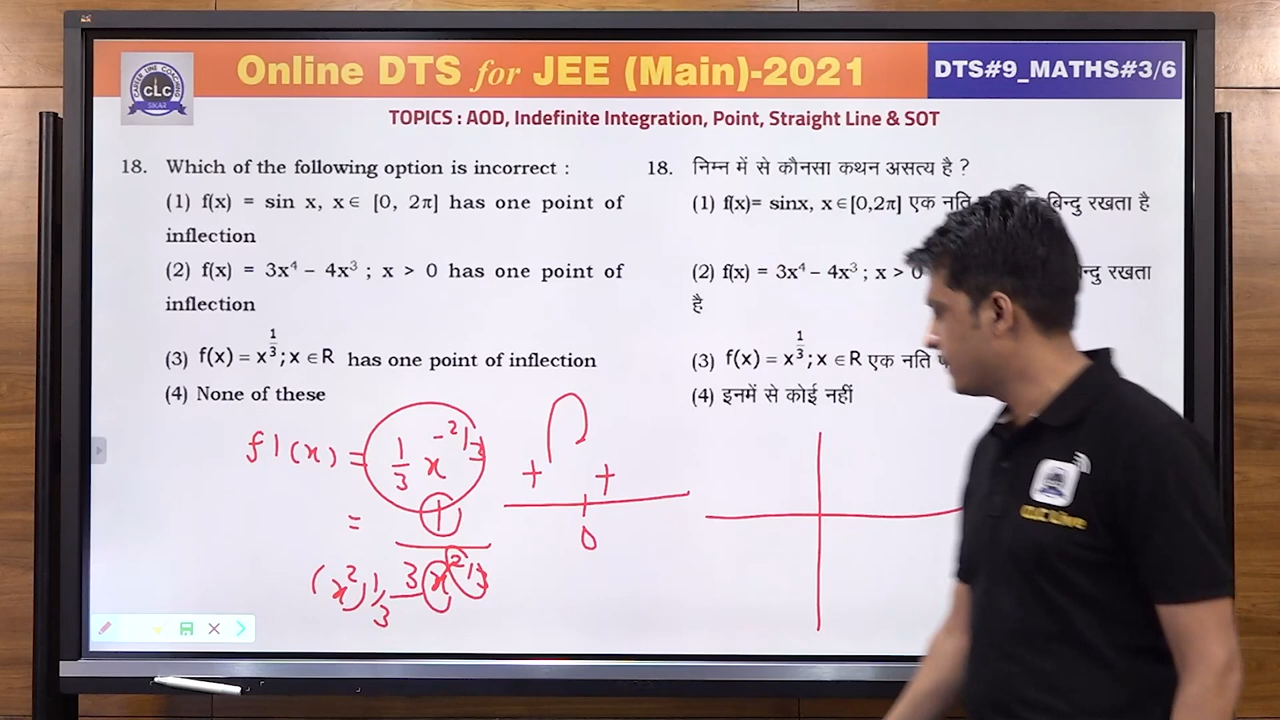 Online DTS for JEE (Main)-2021
DTS#9_MATHS#3/6
CAREER LINE COACHING
CLC
SIKAR
TOPICS : AOD, Indefinite Integration, Point, Straight Line & SOT
18. Which of the following option is incorrect :
(1) f(x) = sin x, x∈ [0, 2π] has one point of
inflection
(2) f(x) = 3x⁴ – 4x³ ; x > 0 has one point of
inflection
(3) f(x) = x^(1/3); x ∈ R has one point of inflection
(4) None of these
18. निम्न में से कौनसा कथन असत्य है ?
(1) f(x)= sinx, x∈[0,2π] एक नति बिन्दु रखता है
(2) f(x) = 3x⁴ – 4x³ ; x > 0 रखता
है
(3) f(x) = x^(1/3); x ∈ R एक नति
(4) इनमें से कोई नहीं
f'(x) = 1/3 x^(-2/3)
= 1 / 3 x^(2/3)
(x²)^(1/3)
+ +
0